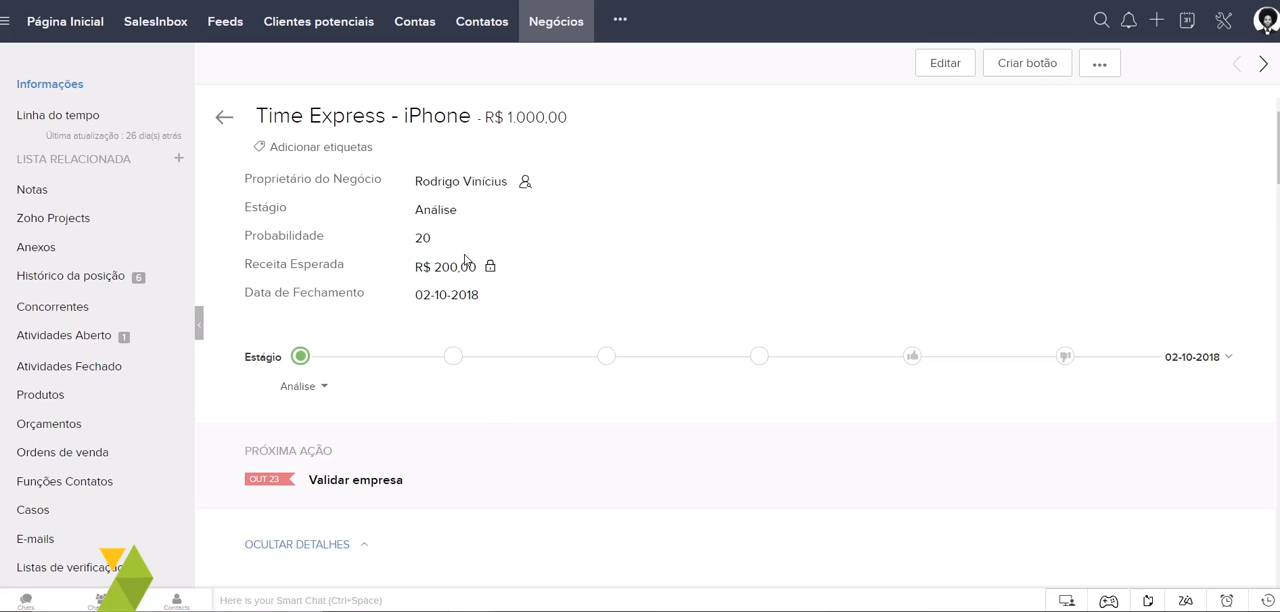 Página Inicial SalesInbox Feeds Clientes potenciais Contas Contatos Negócios
31
Informações
Editar Criar botão
Linha do tempo
Última atualização : 26 dia(s) atrás
LISTA RELACIONADA
Notas
Zoho Projects
Anexos
Histórico da posição 6
Concorrentes
Atividades Aberto 1
Atividades Fechado
Produtos
Orçamentos
Ordens de venda
Funções Contatos
Casos
E-mails
Listas de verificaçã
Time Express - iPhone - R$ 1.000,00
Adicionar etiquetas
Proprietário do Negócio Rodrigo Vinícius
Estágio Análise
Probabilidade 20
Receita Esperada R$ 200,00
Data de Fechamento 02-10-2018
Estágio 02-10-2018
Análise
PRÓXIMA AÇÃO
OUT 23 Validar empresa
OCULTAR DETALHES
Chats Contacts Here is your Smart Chat (Ctrl+Space)